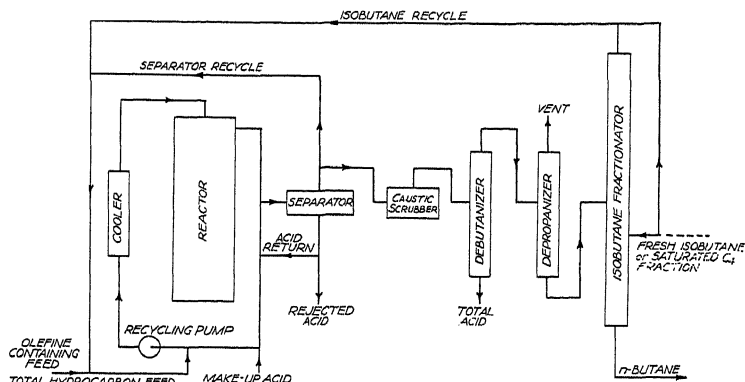 ISOBUTANE RECYCLE
SEPARATOR RECYCLE
VENT
COOLER
REACTOR
SEPARATOR
CAUSTIC
SCRUBBER
DEBUTANIZER
DEPROPANIZER
ISOBUTANE FRACTIONATOR
ACID
RETURN
FRESH ISOBUTANE
or SATURATED C4
FRACTION
REJECTED
ACID
TOTAL
ACID
RECYCLING PUMP
OLEFINE
CONTAINING
FEED
TOTAL HYDROCARBON FEED
MAKE-UP ACID
n-BUTANE